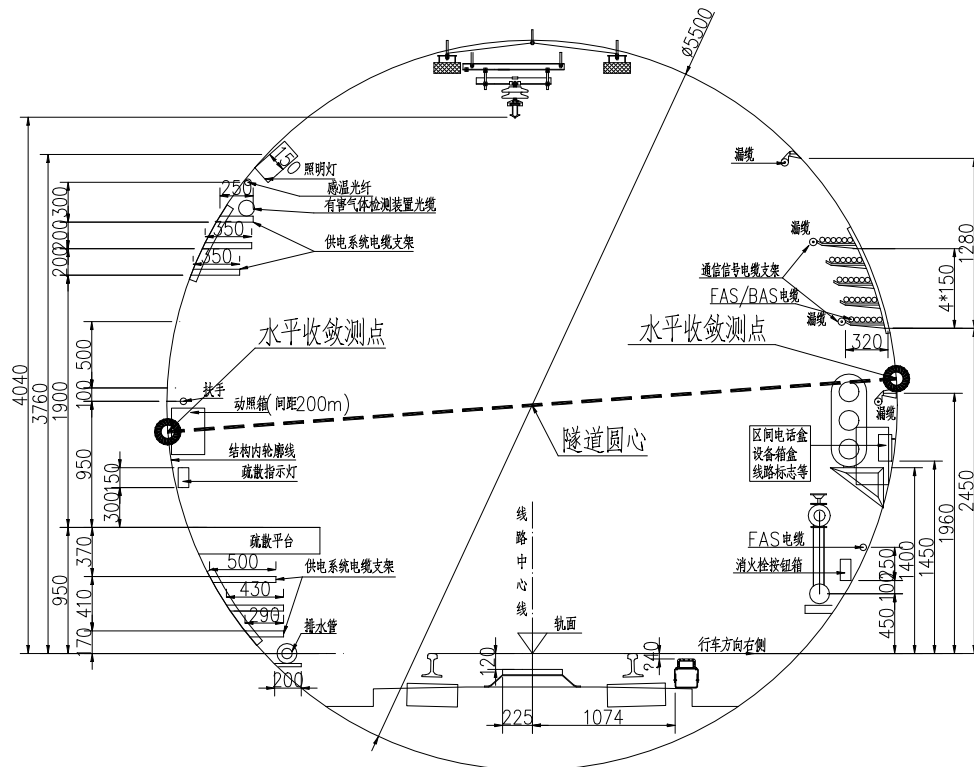 ø5500
漏缆
150
照明灯
感温光纤
250
有害气体检测装置光缆
300
200
350
供电系统电缆支架
200
350
漏缆
通信信号电缆支架
FAS/BAS电缆
漏缆
320
4*150
1280
水平收敛测点
水平收敛测点
4040
3760
1900
500
100
扶手
动照箱(间距200m)
漏缆
隧道圆心
结构内轮廓线
疏散指示灯
区间电话盒
设备箱盒
线路标志等
950
150
300
线路中心线
疏散平台
500
供电系统电缆支架
430
290
排水管
200
950
370
410
170
FAS电缆
消火栓按钮箱
250
10
450
1400
1450
1960
2450
轨面
行车方向右侧
120
240
225
1074